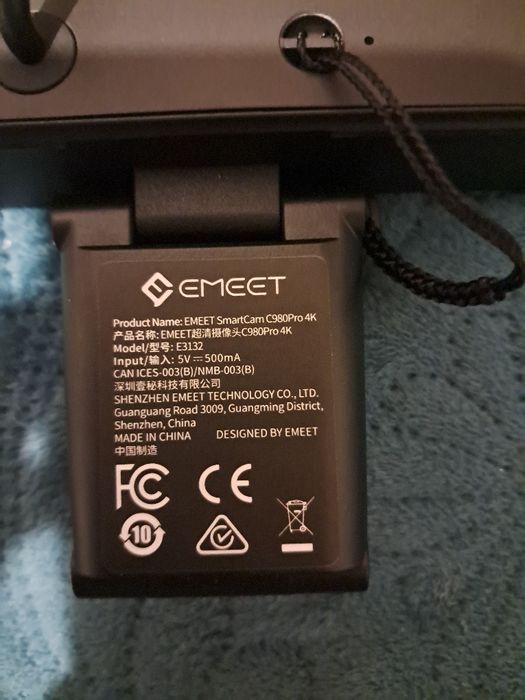 EMEET
Product Name: EMEET SmartCam C980Pro 4K
产品名称: EMEET超清摄像头C980Pro 4K
Model/型号: E3132
Input/输入: 5V⎓500mA
CAN ICES-003(B)/NMB-003(B)
深圳壹秘科技有限公司
SHENZHEN EMEET TECHNOLOGY CO., LTD.
Guanguang Road 3009, Guangming District,
Shenzhen, China
MADE IN CHINA DESIGNED BY EMEET
中国制造
FC CE
10